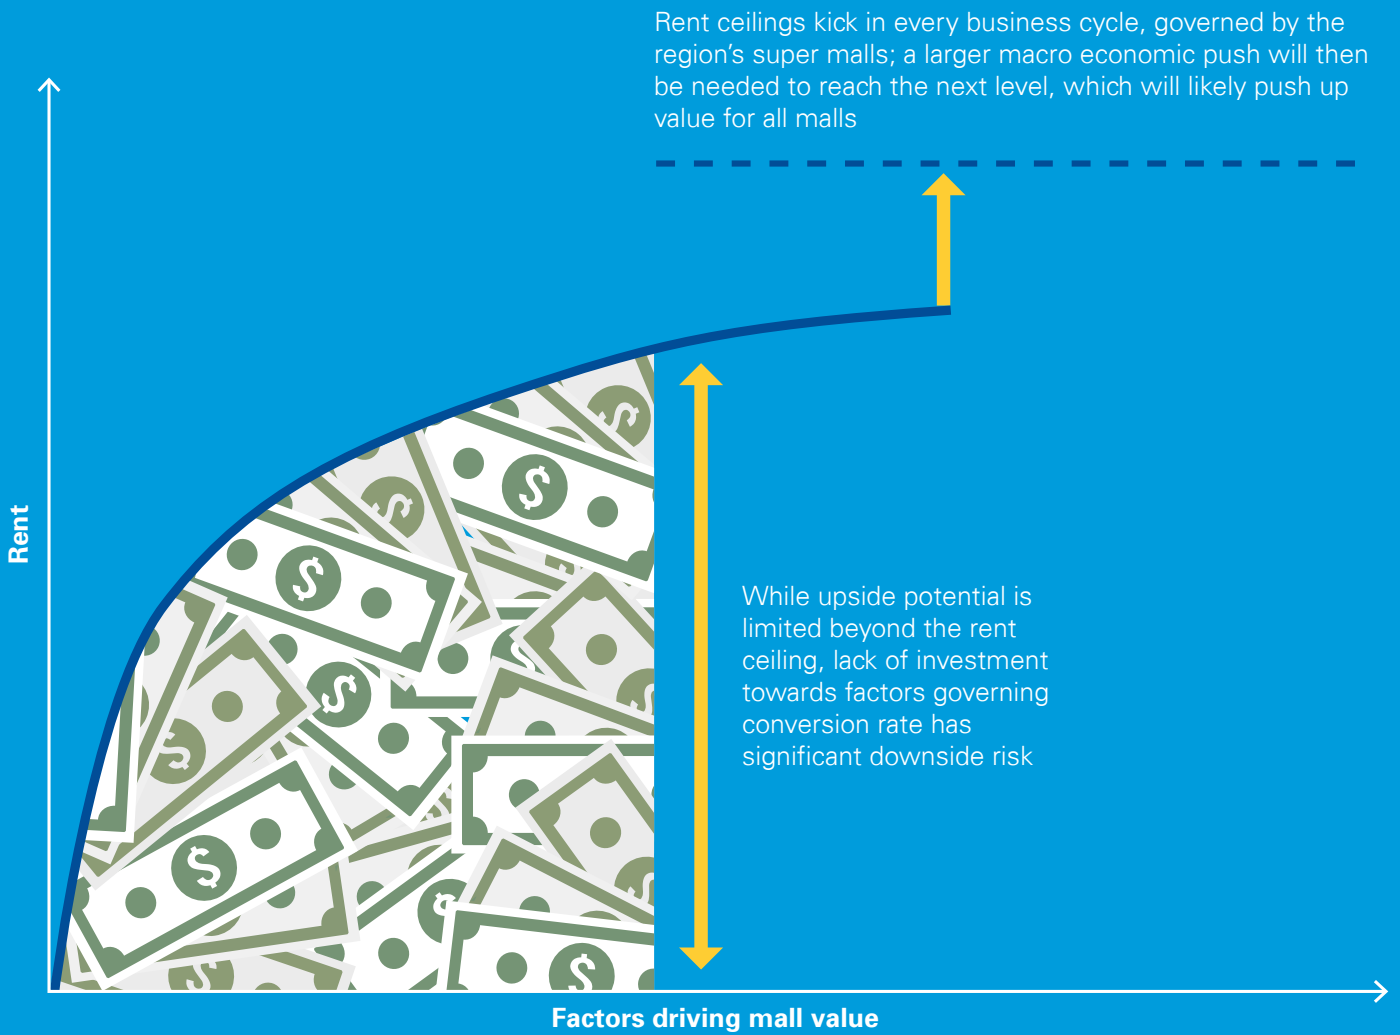 Rent ceilings kick in every business cycle, governed by the
region’s super malls; a larger macro economic push will then
be needed to reach the next level, which will likely push up
value for all malls
Rent
While upside potential is
limited beyond the rent
ceiling, lack of investment
towards factors governing
conversion rate has
significant downside risk
Factors driving mall value